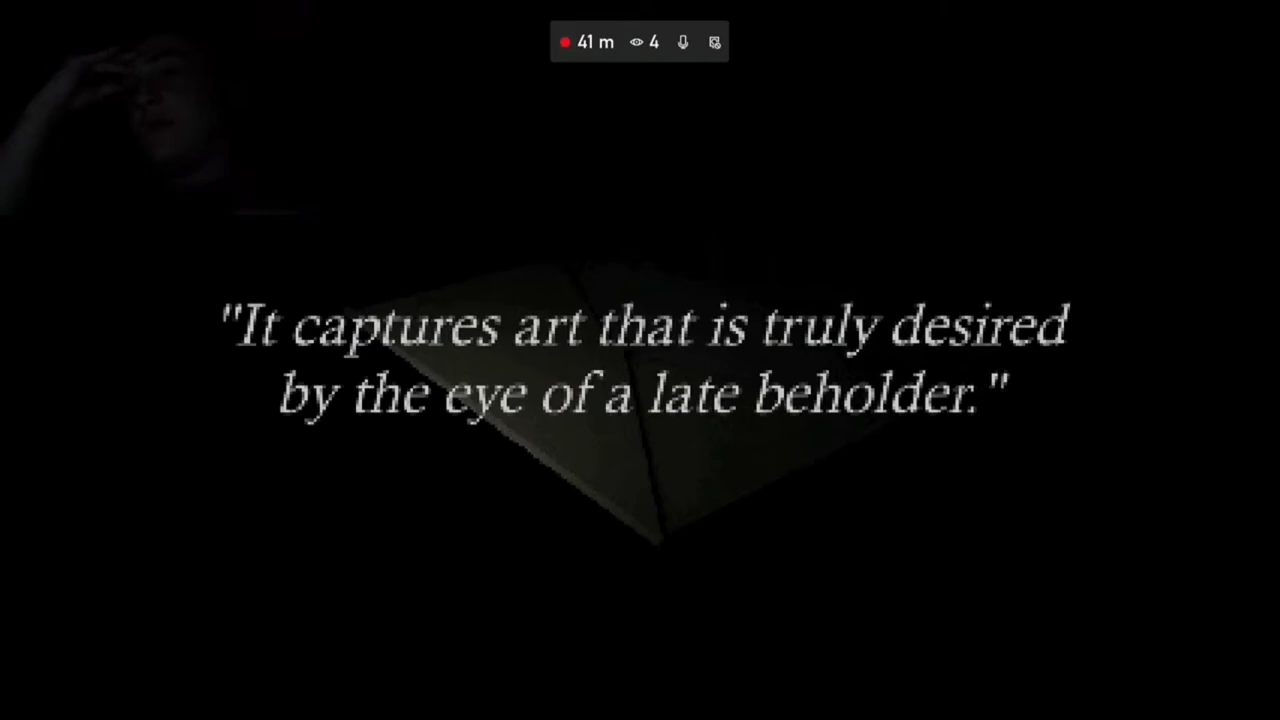 41 m 4
"It captures art that is truly desired
by the eye of a late beholder."